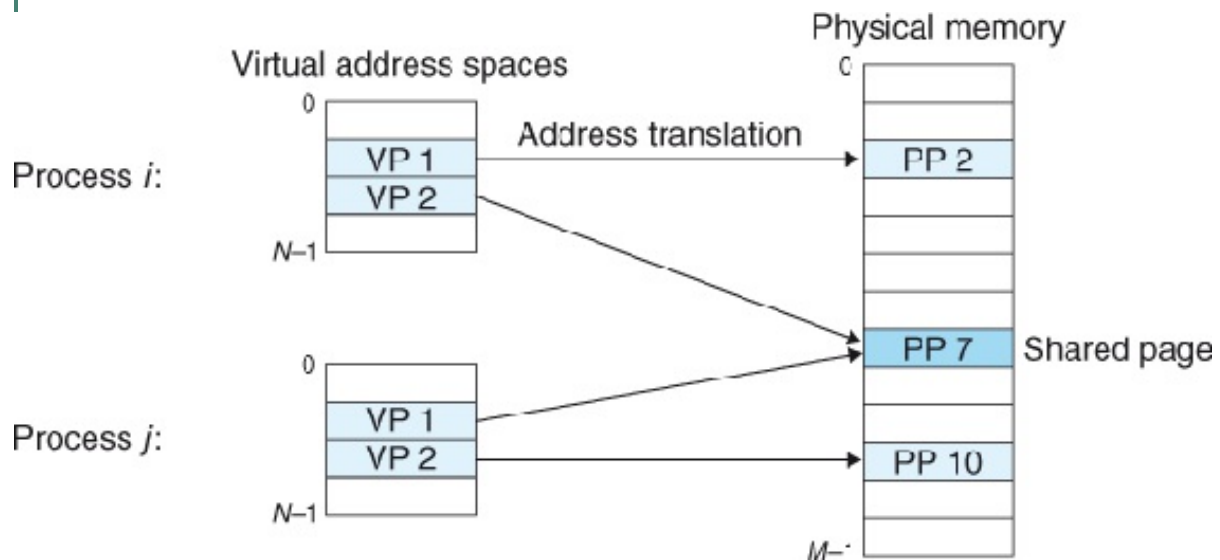 Physical memory
Virtual address spaces
0
0
Address translation
VP 1
PP 2
Process i:
VP 2
N–1
PP 7
Shared page
0
VP 1
Process j:
VP 2
PP 10
N–1